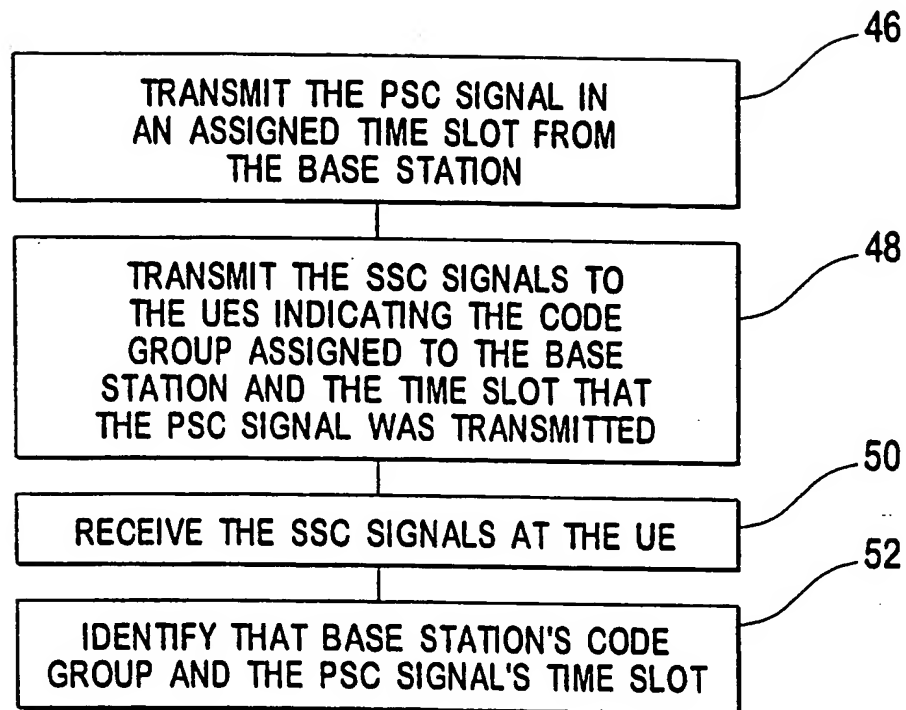 46
TRANSMIT THE PSC SIGNAL IN
AN ASSIGNED TIME SLOT FROM
THE BASE STATION
48
TRANSMIT THE SSC SIGNALS TO
THE UES INDICATING THE CODE
GROUP ASSIGNED TO THE BASE
STATION AND THE TIME SLOT THAT
THE PSC SIGNAL WAS TRANSMITTED
50
RECEIVE THE SSC SIGNALS AT THE UE
52
IDENTIFY THAT BASE STATION'S CODE
GROUP AND THE PSC SIGNAL'S TIME SLOT